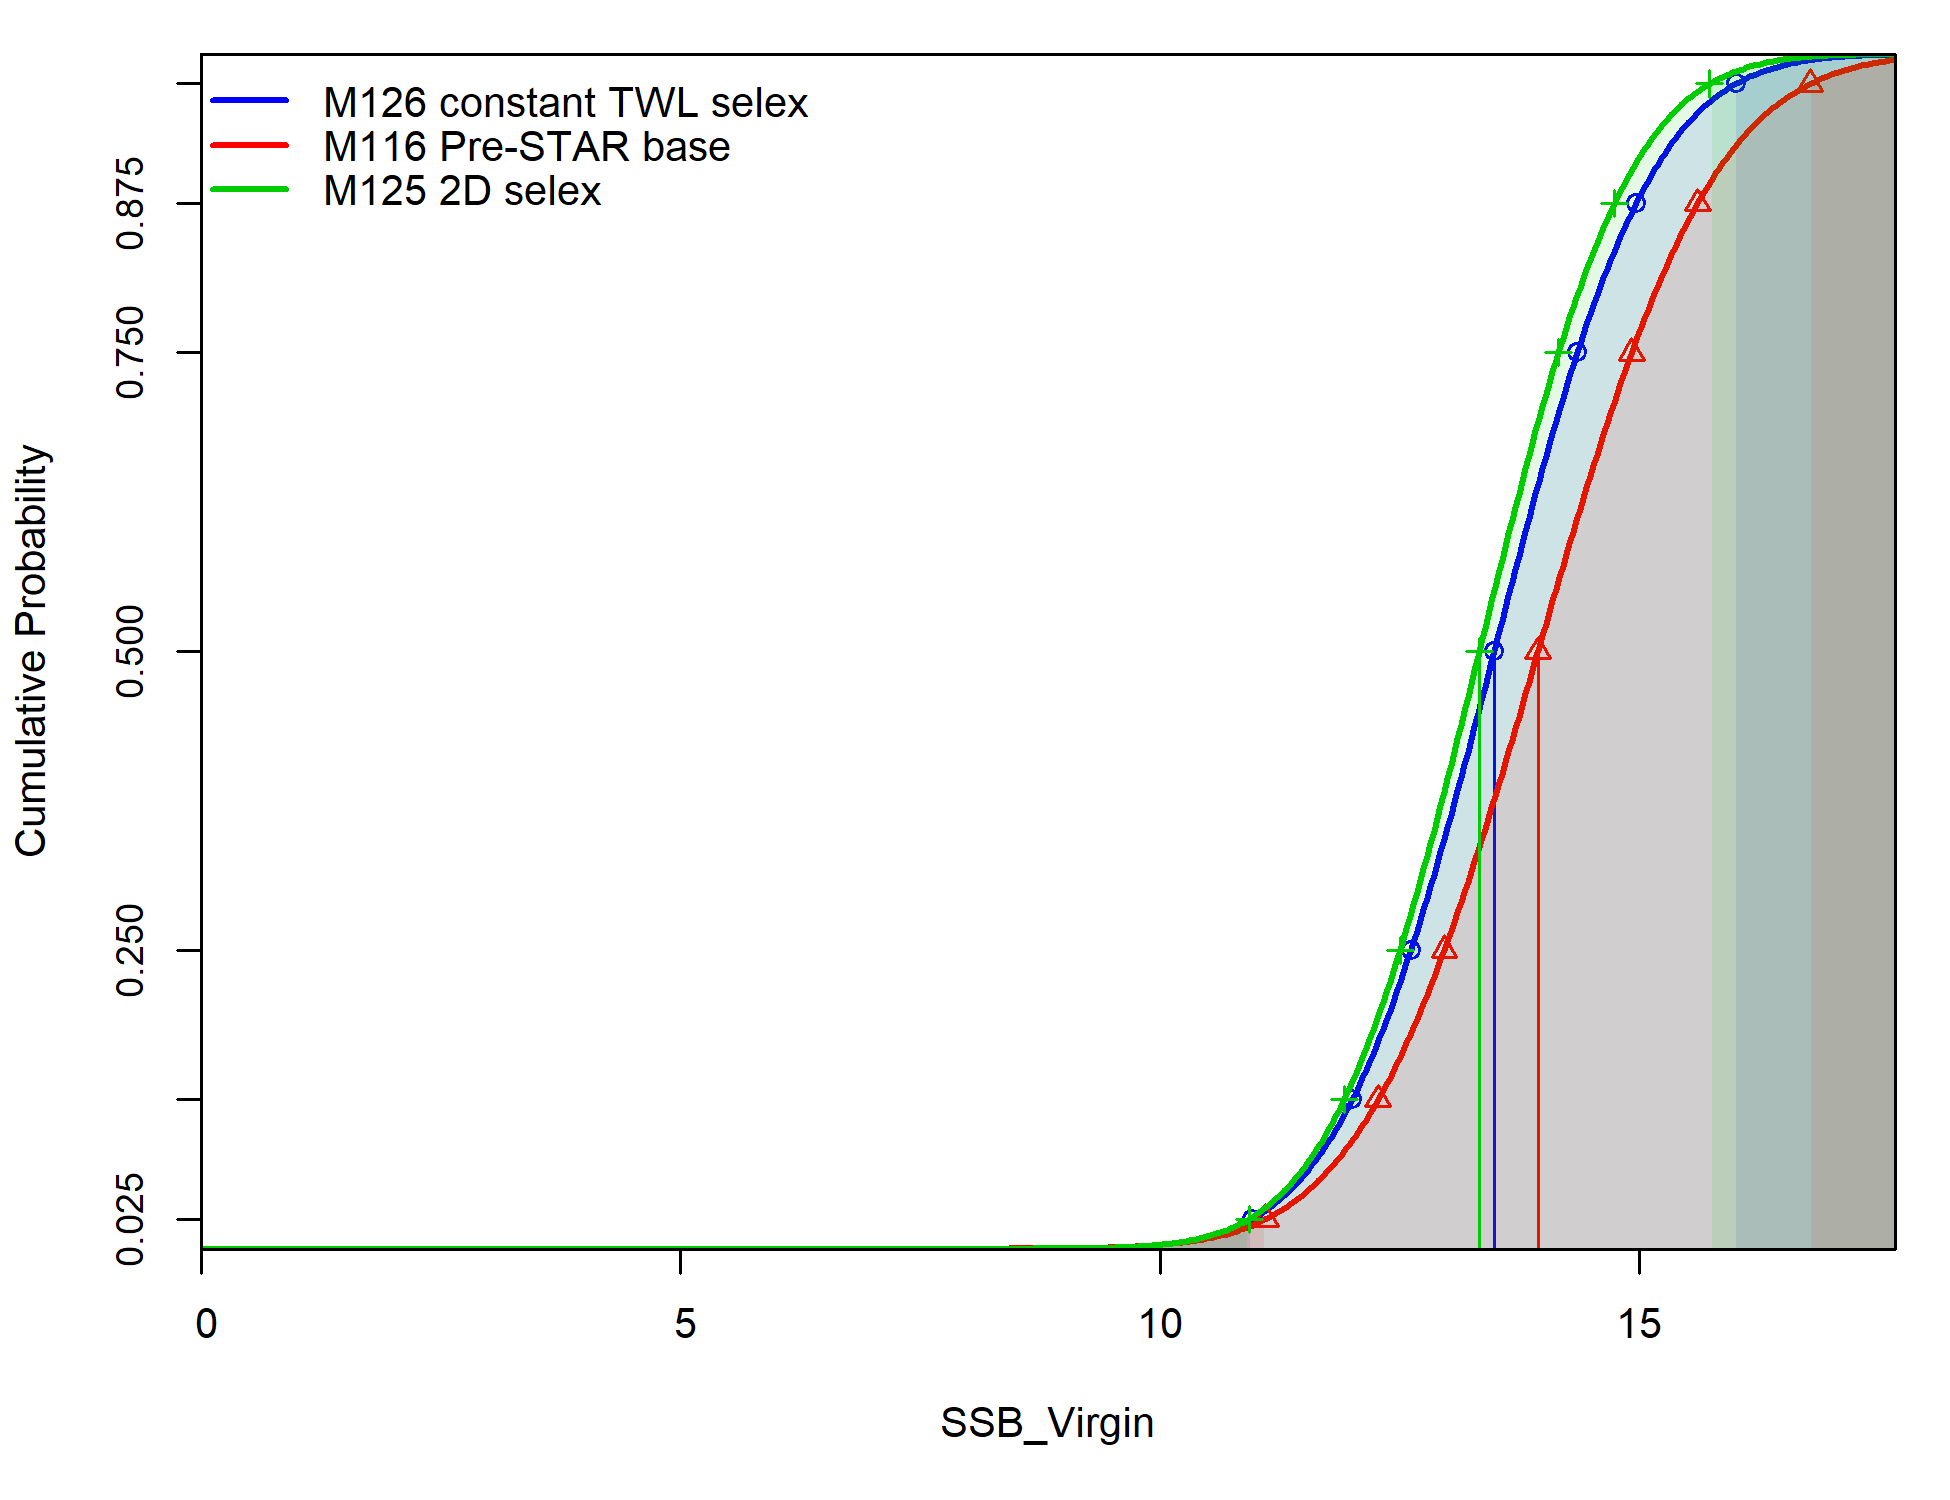 M126 constant TWL selex
M116 Pre-STAR base
M125 2D selex
Cumulative Probability
0.875
0.750
0.500
0.250
0.025
0 5 10 15
SSB_Virgin